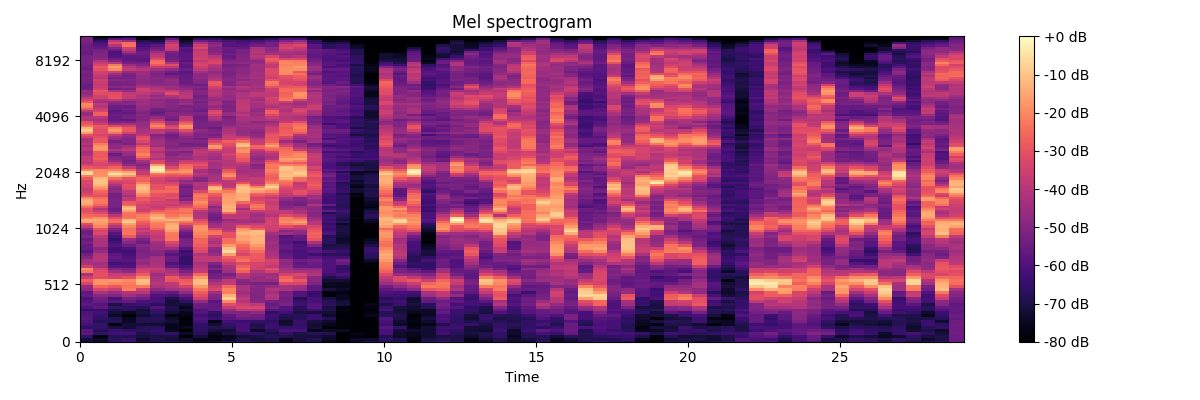 Mel spectrogram
8192
4096
2048
1024
512
0
Hz
0 5 10 15 20 25
Time
+0 dB
-10 dB
-20 dB
-30 dB
-40 dB
-50 dB
-60 dB
-70 dB
-80 dB